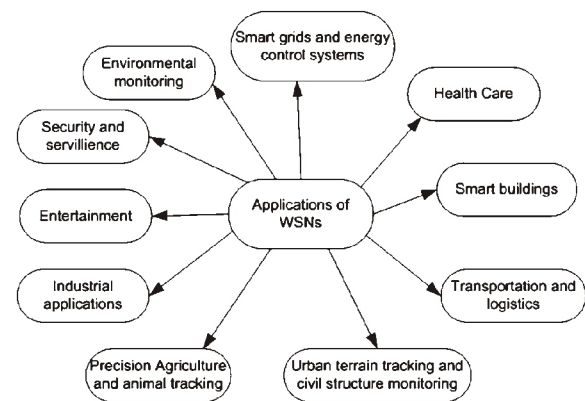 Smart grids and energy
control systems
Environmental
monitoring
Health Care
Security and
servillience
Smart buildings
Applications of
WSNs
Entertainment
Industrial
applications
Transportation and
logistics
Precision Agriculture
and animal tracking
Urban terrain tracking and
civil structure monitoring